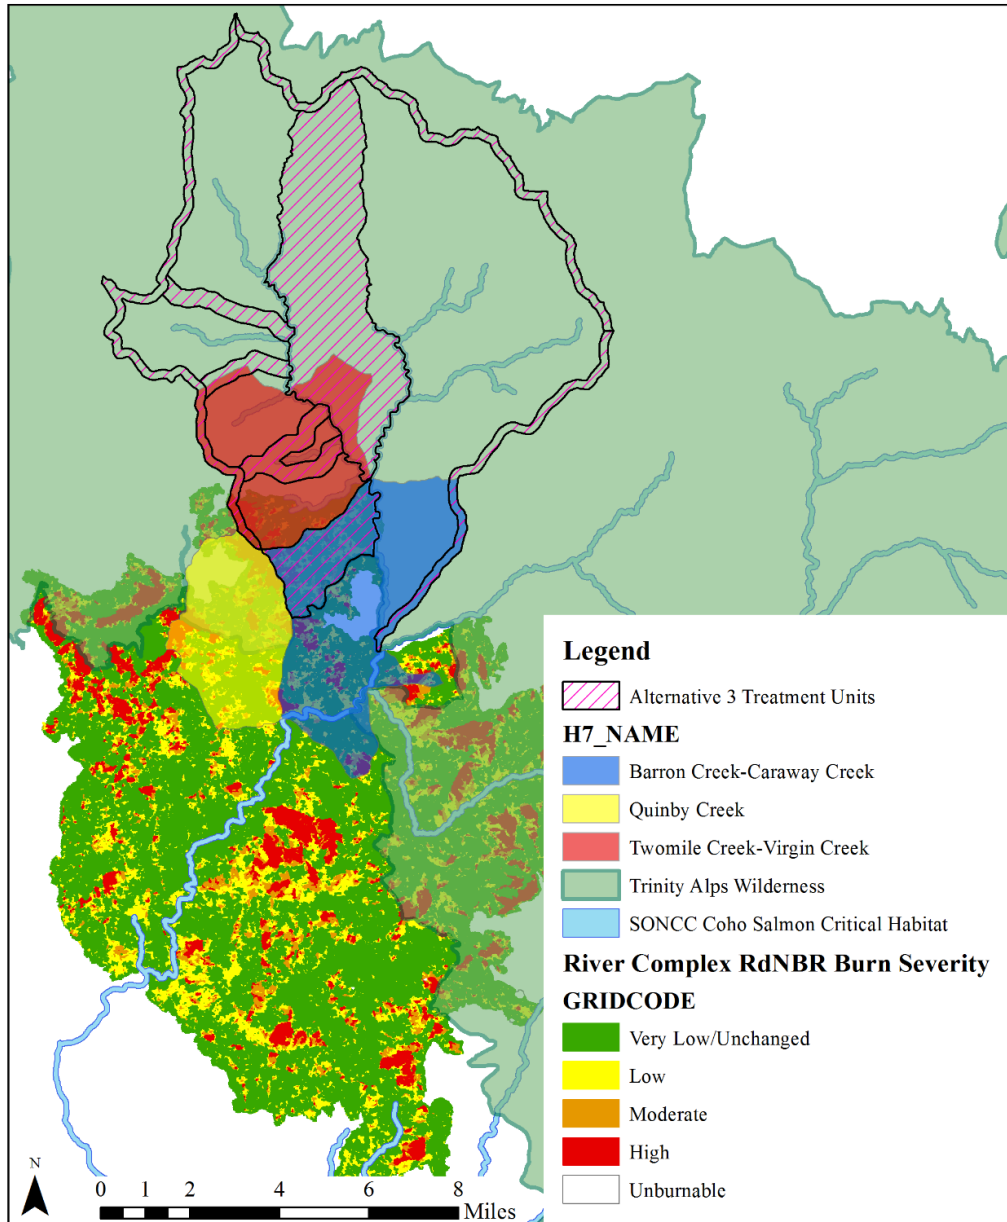 Legend
Alternative 3 Treatment Units
H7_NAME
Barron Creek-Caraway Creek
Quinby Creek
Twomile Creek-Virgin Creek
Trinity Alps Wilderness
SONCC Coho Salmon Critical Habitat
River Complex RdNBR Burn Severity
GRIDCODE
Very Low/Unchanged
Low
Moderate
High
Unburnable
N
0 1 2 4 6 8
Miles